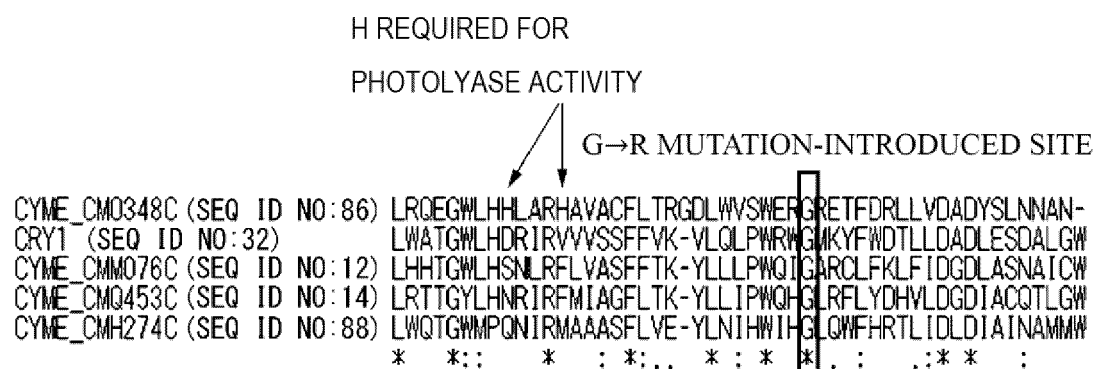 H REQUIRED FOR
PHOTOLYASE ACTIVITY
G→R MUTATION-INTRODUCED SITE
CYME_CMO348C (SEQ ID NO:86) LRQEGWLHHLARHAVACFLTRGDLWVSWERGRETFDRLLVDADYSLNNAN-
CRY1 (SEQ ID NO:32) LWATGWLHDRIRVVVSSFFVK-VLQLPWRWGMKYFWDTLLDADLESDALGW
CYME_CMM076C (SEQ ID NO:12) LHHTGWLHSNLRFLVASFFTK-YLLLPWQIGARCLFKLFIDGDLASNAICW
CYME_CMQ453C (SEQ ID NO:14) LRTTGYLHNRIRFMIAGFLTK-YLLIPWQHGLRFLYDHVLDGDIACQTLGW
CYME_CMH274C (SEQ ID NO:88) LWQTGWMPQNIRMAAASFLVE-YLNIHWIHGLQWFHRTLIDLDIAINAMMW
* *:: * : *:.. * : * * . : .:* * :